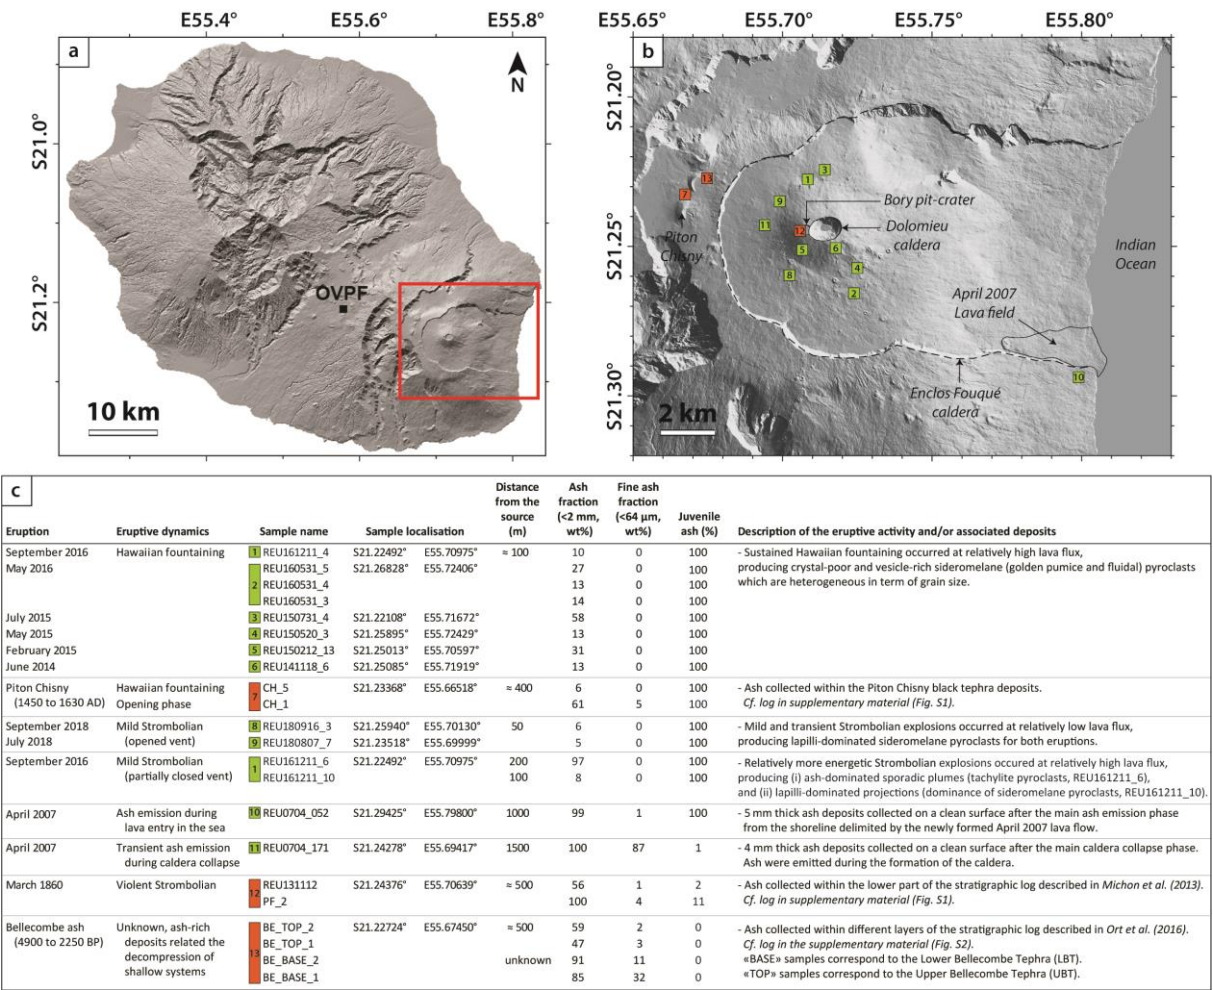 E55.4° E55.6° E55.8° E55.65° E55.70° E55.75° E55.80°
a
N
S21.0°
S21.2°
OVPF
10 km
b
S21.20°
S21.25°
S21.30°
3
1
13
7
9
11
12
5
6
8
4
2
10
Piton
Chisny
Bory pit-crater
Dolomieu
caldera
Indian
Ocean
April 2007
Lava field
Enclos Fouqué
caldera
2 km
c
Eruption Eruptive dynamics Sample name Sample localisation Distance from the source (m) Ash fraction (<2 mm, wt%) Fine ash fraction (<64 µm, wt%) Juvenile ash (%) Description of the eruptive activity and/or associated deposits
September 2016 Hawaiian fountaining 1 REU161211_4 S21.22492° E55.70975° ≈ 100 10 0 100 - Sustained Hawaiian fountaining occurred at relatively high lava flux,
May 2016 REU160531_5 S21.26828° E55.72406° 27 0 100 producing crystal-poor and vesicle-rich sideromelane (golden pumice and fluidal) pyroclasts
2 REU160531_4 13 0 100 which are heterogeneous in term of grain size.
REU160531_3 14 0 100
July 2015 3 REU150731_4 S21.22108° E55.71672° 58 0 100
May 2015 4 REU150520_3 S21.25895° E55.72429° 13 0 100
February 2015 5 REU150212_13 S21.25013° E55.70597° 31 0 100
June 2014 6 REU141118_6 S21.25085° E55.71919° 13 0 100
Piton Chisny Hawaiian fountaining 7 CH_5 S21.23368° E55.66518° ≈ 400 6 0 100 - Ash collected within the Piton Chisny black tephra deposits.
(1450 to 1630 AD) Opening phase CH_1 61 5 100 Cf. log in supplementary material (Fig. S1).
September 2018 Mild Strombolian 8 REU180916_3 S21.25940° E55.70130° 50 6 0 100 - Mild and transient Strombolian explosions occurred at relatively low lava flux,
July 2018 (opened vent) 9 REU180807_7 S21.23518° E55.69999° 5 0 100 producing lapilli-dominated sideromelane pyroclasts for both eruptions.
September 2016 Mild Strombolian 1 REU161211_6 S21.22492° E55.70975° 200 97 0 100 - Relatively more energetic Strombolian explosions occured at relatively high lava flux,
(partially closed vent) REU161211_10 100 8 0 100 producing (i) ash-dominated sporadic plumes (tachylite pyroclasts, REU161211_6),
and (ii) lapilli-dominated projections (dominance of sideromelane pyroclasts, REU161211_10).
April 2007 Ash emission during 10 REU0704_052 S21.29425° E55.79800° 1000 99 1 100 - 5 mm thick ash deposits collected on a clean surface after the main ash emission phase
lava entry in the sea from the shoreline delimited by the newly formed April 2007 lava flow.
April 2007 Transient ash emission 11 REU0704_171 S21.24278° E55.69417° 1500 100 87 1 - 4 mm thick ash deposits collected on a clean surface after the main caldera collapse phase.
during caldera collapse Ash were emitted during the formation of the caldera.
March 1860 Violent Strombolian 12 REU131112 S21.24376° E55.70639° ≈ 500 56 1 2 - Ash collected within the lower part of the stratigraphic log described in Michon et al. (2013).
PF_2 100 4 11 Cf. log in supplementary material (Fig. S1).
Bellecombe ash Unknown, ash-rich 13 BE_TOP_2 S21.22724° E55.67450° ≈ 500 59 2 0 - Ash collected within different layers of the stratigraphic log described in Ort et al. (2016).
(4900 to 2250 BP) deposits related the BE_TOP_1 47 3 0 Cf. log in the supplementary material (Fig. S2).
decompression of BE_BASE_2 unknown 91 11 0 «BASE» samples correspond to the Lower Bellecombe Tephra (LBT).
shallow systems BE_BASE_1 85 32 0 «TOP» samples correspond to the Upper Bellecombe Tephra (UBT).